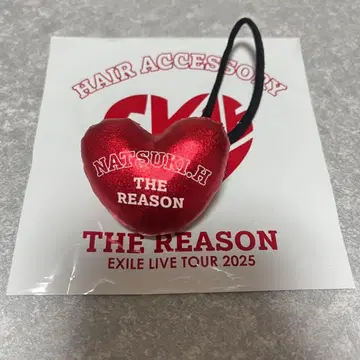 HAIR ACCESSORY
NATSUKI.H
THE
REASON
THE REASON
EXILE LIVE TOUR 2025